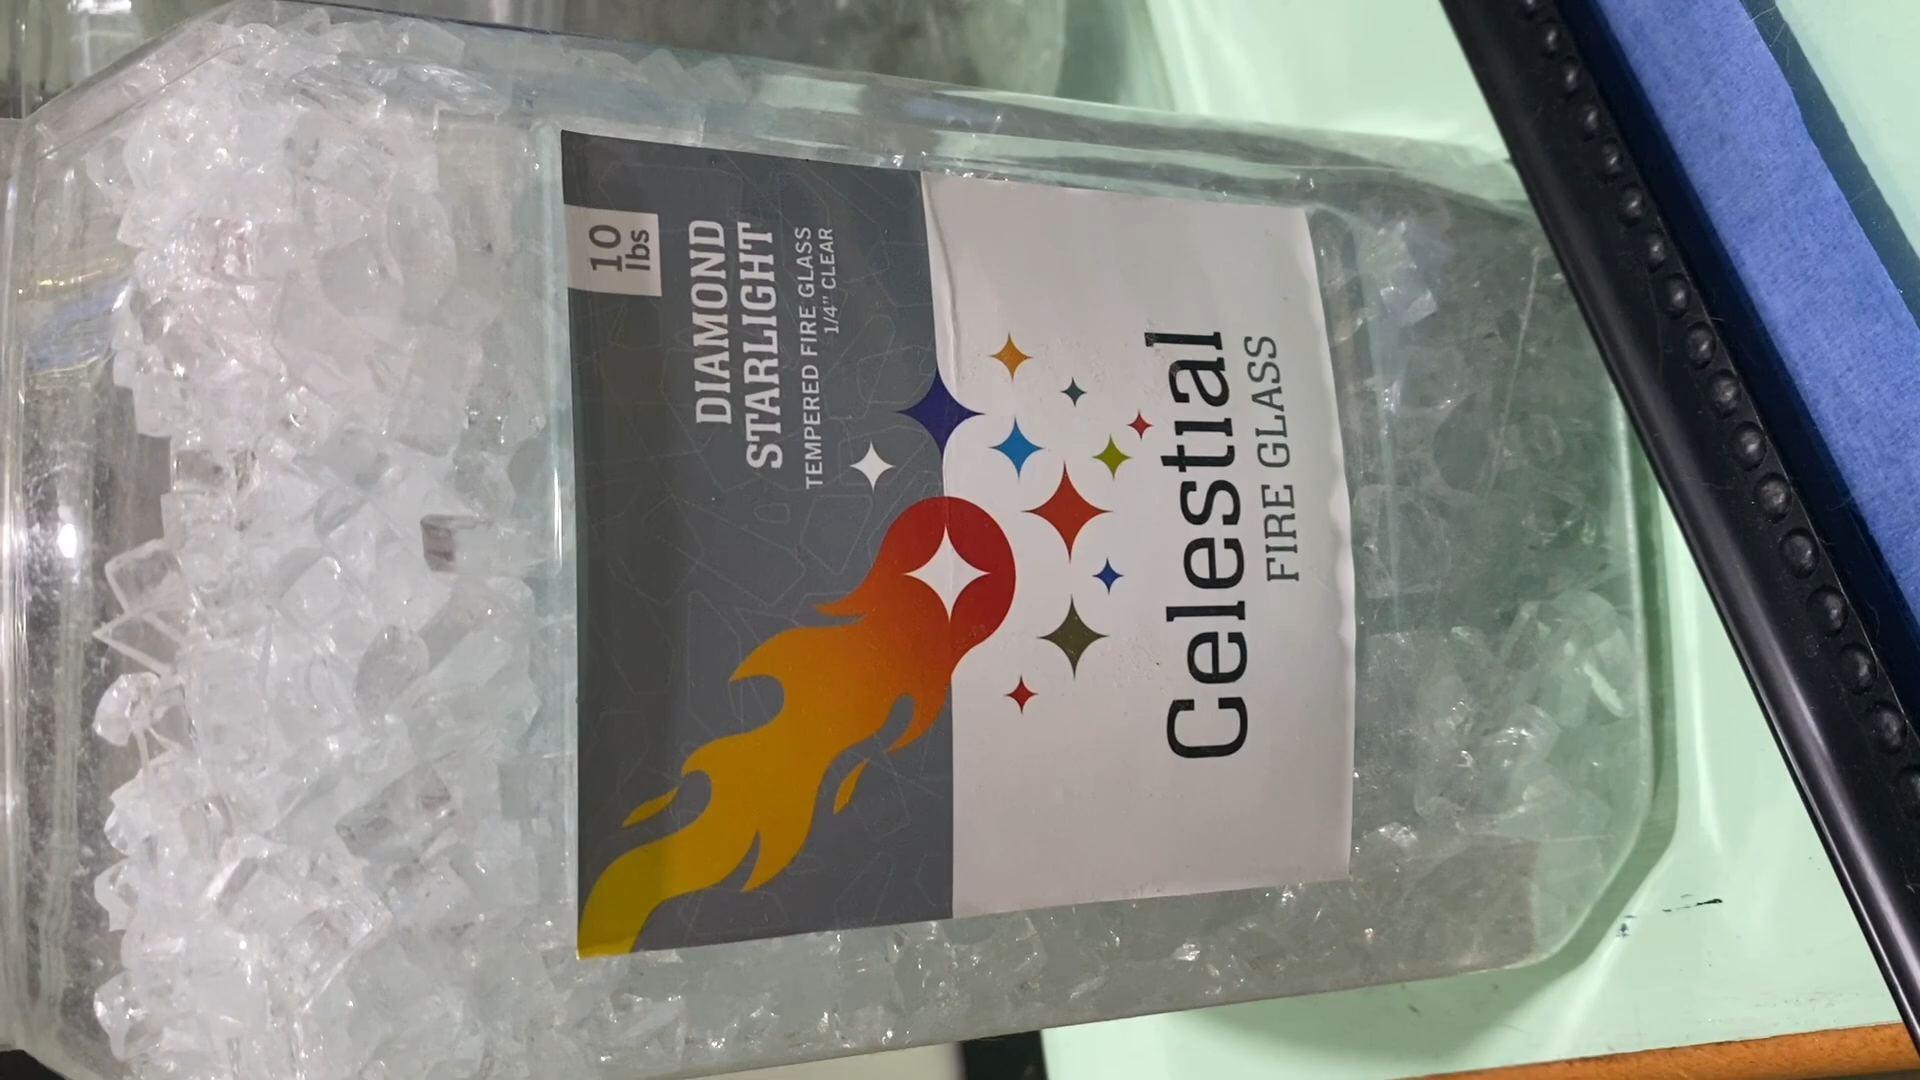 10
lbs
DIAMOND
STARLIGHT
TEMPERED FIRE GLASS
1/4" CLEAR
Celestial
FIRE GLASS